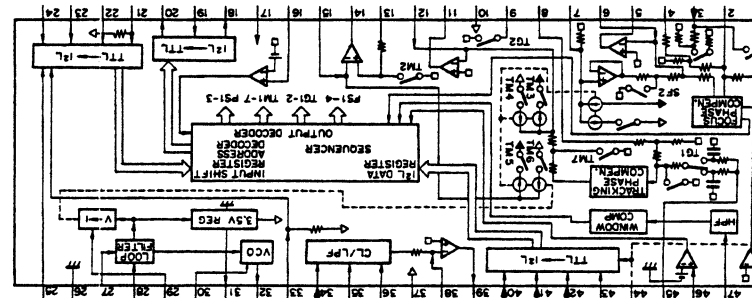 47 46 45 44 43 42 41 40 39 38 37 36 35 34 33 32 31 30 29 28 27 26 25
HPF
WINDOW
COMP
TTL → I²L
CL/LPF
VCO
LOOP
FILTER
3.5V REG
V → I
TRACKING
PHASE
COMPEN.
TG1
TM7
TM6
TM5
TM3
TM4
I²L DATA
REGISTER
INPUT SHIFT
REGISTER
ADDRESS
DECODER
SEQUENCER
OUTPUT DECODER
FS1-4 TG1-2 TM1-7 PS1-3
FOCUS
PHASE
COMPEN.
SF2
TG2
TM2
I²L → TTL
TTL → I²L
2 3 4 5 6 7 8 9 10 11 12 13 14 15 16 17 18 19 20 21 22 23 24